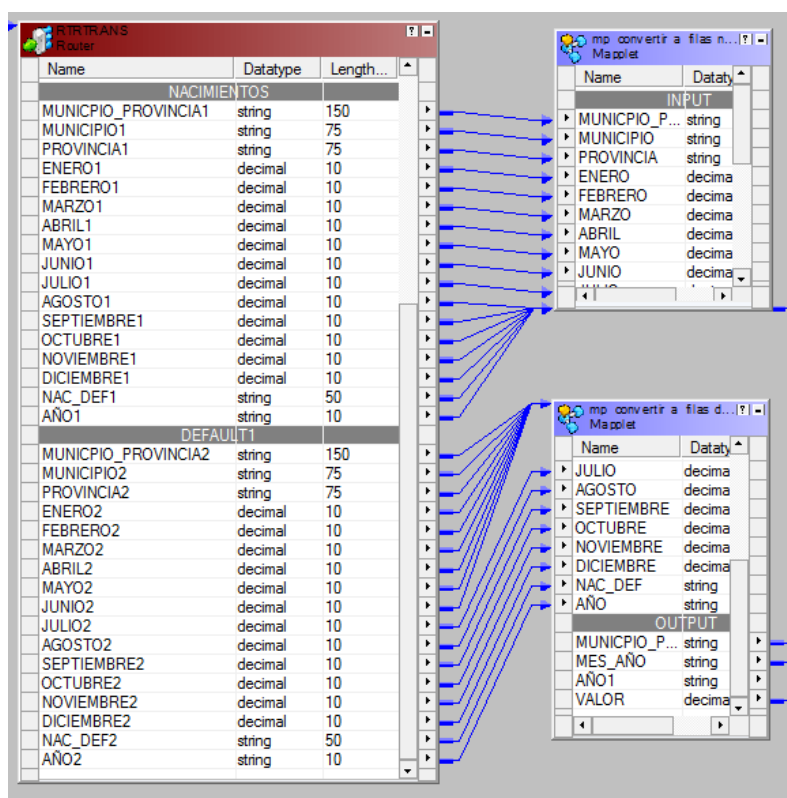 RTRTRANS
Router
Name Datatype Length...
NACIMIENTOS
MUNICPIO_PROVINCIA1 string 150
MUNICIPIO1 string 75
PROVINCIA1 string 75
ENERO1 decimal 10
FEBRERO1 decimal 10
MARZO1 decimal 10
ABRIL1 decimal 10
MAYO1 decimal 10
JUNIO1 decimal 10
JULIO1 decimal 10
AGOSTO1 decimal 10
SEPTIEMBRE1 decimal 10
OCTUBRE1 decimal 10
NOVIEMBRE1 decimal 10
DICIEMBRE1 decimal 10
NAC_DEF1 string 50
AÑO1 string 10
DEFAULT1
MUNICPIO_PROVINCIA2 string 150
MUNICIPIO2 string 75
PROVINCIA2 string 75
ENERO2 decimal 10
FEBRERO2 decimal 10
MARZO2 decimal 10
ABRIL2 decimal 10
MAYO2 decimal 10
JUNIO2 decimal 10
JULIO2 decimal 10
AGOSTO2 decimal 10
SEPTIEMBRE2 decimal 10
OCTUBRE2 decimal 10
NOVIEMBRE2 decimal 10
DICIEMBRE2 decimal 10
NAC_DEF2 string 50
AÑO2 string 10
mp convertir a filas n...
Mapplet
Name Dataty
INPUT
MUNICPIO_P... string
MUNICIPIO string
PROVINCIA string
ENERO decima
FEBRERO decima
MARZO decima
ABRIL decima
MAYO decima
JUNIO decima
mp convertir a filas d...
Mapplet
Name Dataty
JULIO decima
AGOSTO decima
SEPTIEMBRE decima
OCTUBRE decima
NOVIEMBRE decima
DICIEMBRE decima
NAC_DEF string
AÑO string
OUTPUT
MUNICPIO_P... string
MES_AÑO string
AÑO1 string
VALOR decima